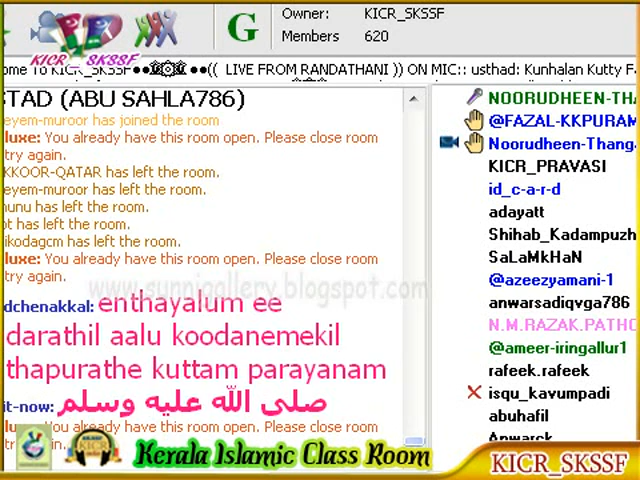 Owner: KICR_SKSSF
Members 620
G
KICR_SKSSF
ome To KICR_SKSSF●● ●●(( LIVE FROM RANDATHANI )) ON MIC:: usthad: Kunhalan Kutty F
TAD (ABU SAHLA786)
eyem-muroor has joined the room
luxe: You already have this room open. Please close room
try again.
KKOOR-QATAR has left the room.
eyem-muroor has left the room.
nunu has left the room.
ot has left the room.
ikodagcm has left the room.
luxe: You already have this room open. Please close room
try again.
www.sunnigallery.blogspot.com
dchenakkal: enthayalum ee
darathil aalu koodanemekil
thapurathe kuttam parayanam
it-now: صلى الله عليه وسلم
luxe: You already have this room open. Please close room
try again.
NOORUDHEEN-THA
@FAZAL-KKPURAM
Noorudheen-Thang
KICR_PRAVASI
id_c-a-r-d
adayatt
Shihab_Kadampuzh
SaLaMkHaN
@azeezyamani-1
anwarsadiqvga786
N.M.RAZAK.PATHO
@ameer-iringallur1
rafeek.rafeek
isqu_kavumpadi
abuhafil
Anwarck
KICR
Kerala Islamic Class Room
KICR_SKSSF